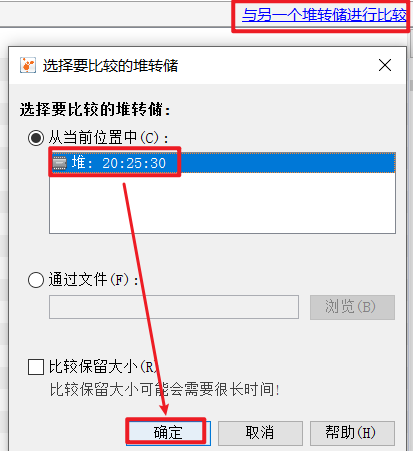 与另一个堆转储进行比较
选择要比较的堆转储
选择要比较的堆转储:
从当前位置中(C):
堆: 20:25:30
通过文件(F):
浏览(B)
比较保留大小(R)
比较保留大小可能会需要很长时间!
确定
取消
帮助(H)